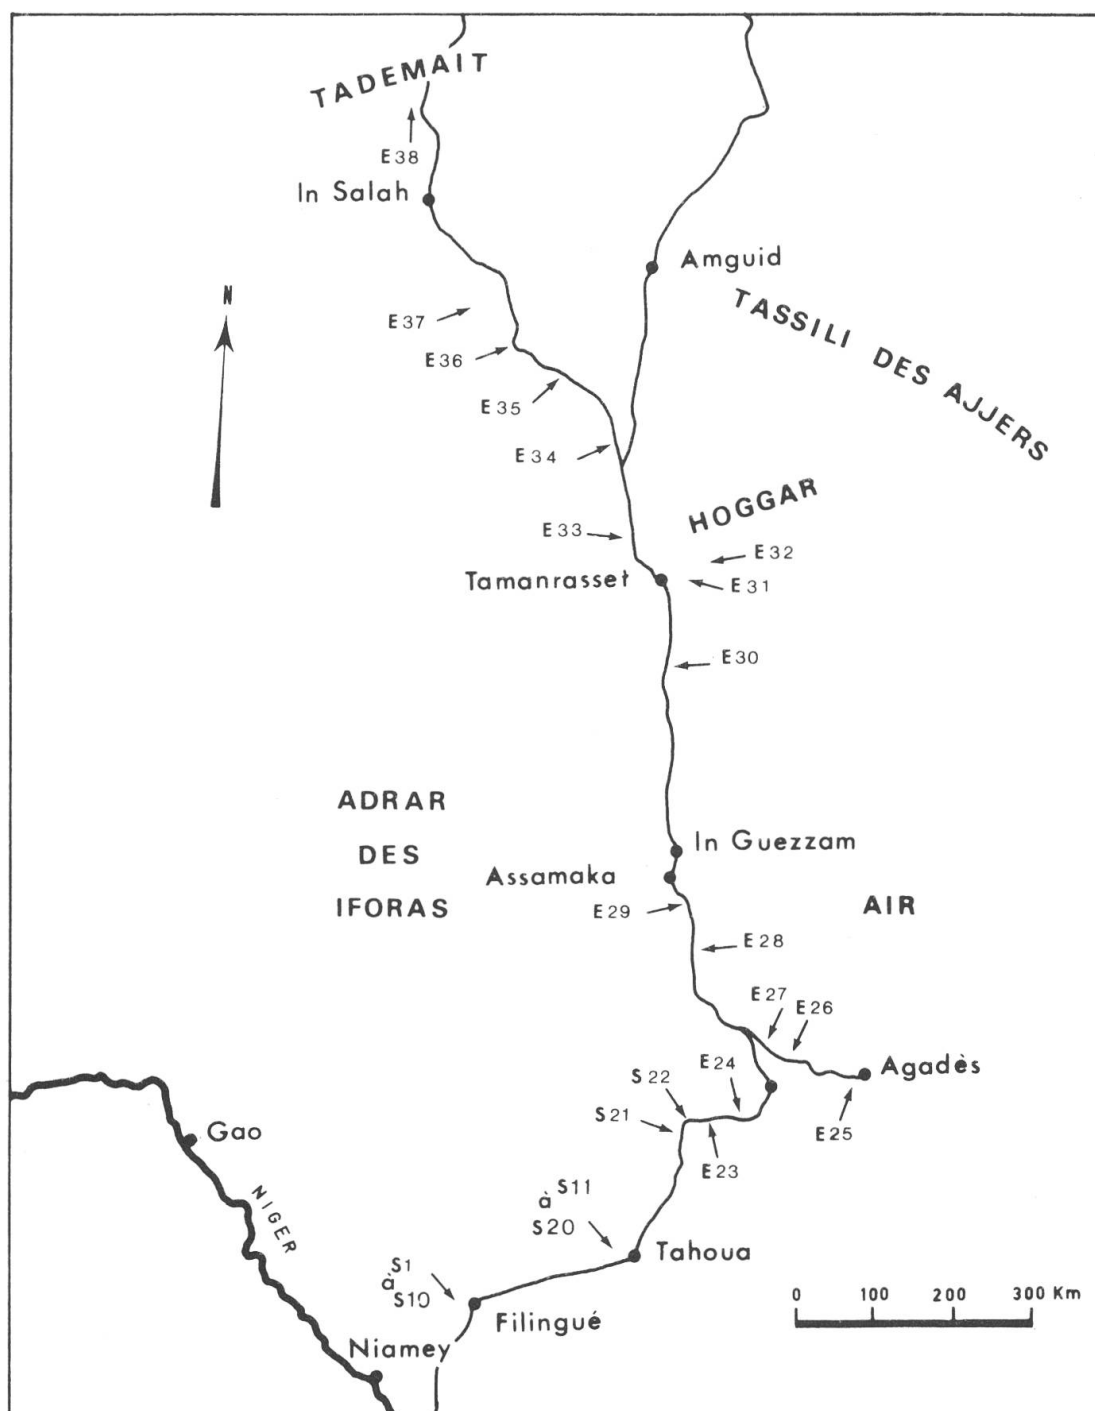 TADEMAIT
E38
In Salah
Amguid
N
TASSILI DES AJJERS
E37
E36
E35
E34
HOGGAR
E33
E32
Tamanrasset
E31
E30
ADRAR
DES
IFORAS
In Guezzam
Assamaka
E29
AIR
E28
E27
E26
E24
Agadès
S22
S21
E25
E23
Gao
NIGER
S11
à
S20
Tahoua
S1
à
S10
Filingué
0 100 200 300 Km
Niamey